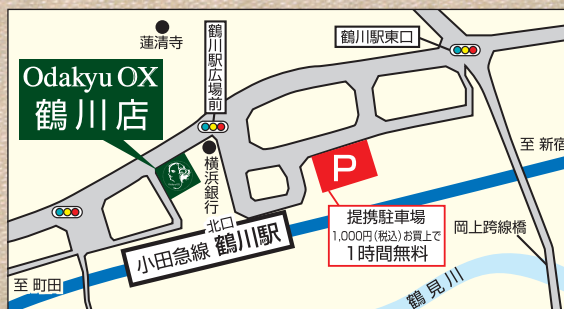 蓮清寺
鶴川駅広場前
鶴川駅東口
Odakyu OX
鶴川店
横浜銀行
P
至 新宿
提携駐車場
1,000円(税込)お買上で
1時間無料
岡上跨線橋
北口
小田急線 鶴川駅
至 町田
鶴見川